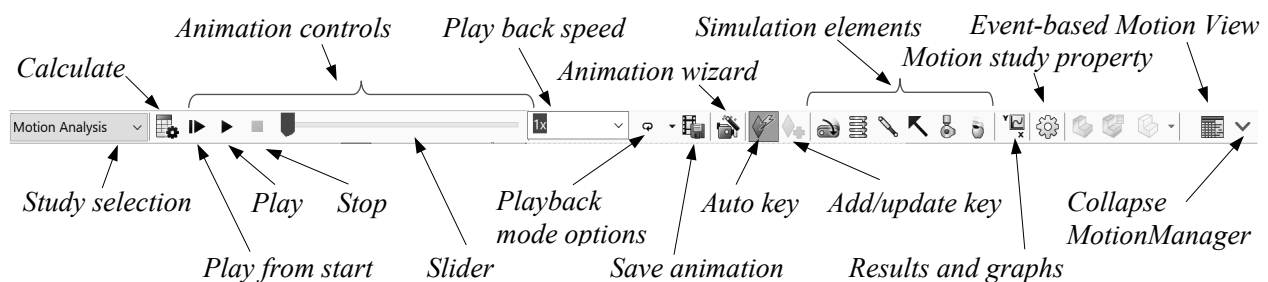 Animation controls
Play back speed
Simulation elements
Event-based Motion View
Calculate
Animation wizard
Motion study property
Motion Analysis
1x
Study selection
Play
Stop
Playback
mode options
Auto key
Add/update key
Collapse
MotionManager
Play from start
Slider
Save animation
Results and graphs